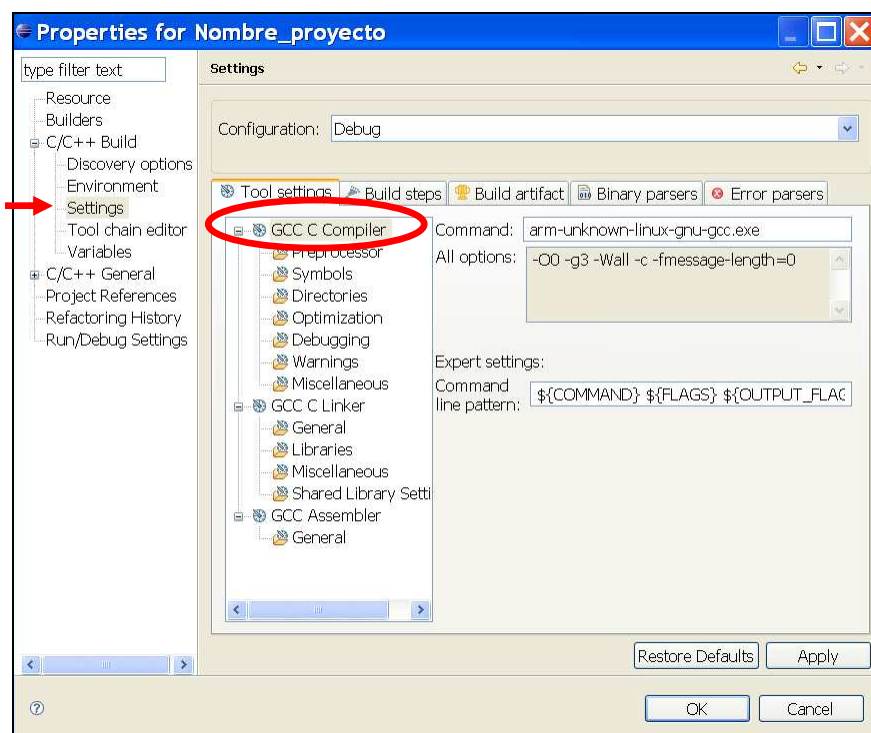 Properties for Nombre_proyecto
type filter text
Resource
Builders
C/C++ Build
Discovery options
Environment
Settings
Tool chain editor
Variables
C/C++ General
Project References
Refactoring History
Run/Debug Settings
Settings
Configuration: Debug
Tool settings Build steps Build artifact Binary parsers Error parsers
GCC C Compiler
Preprocessor
Symbols
Directories
Optimization
Debugging
Warnings
Miscellaneous
GCC C Linker
General
Libraries
Miscellaneous
Shared Library Setti
GCC Assembler
General
Command: arm-unknown-linux-gnu-gcc.exe
All options: -O0 -g3 -Wall -c -fmessage-length=0
Expert settings:
Command
line pattern: ${COMMAND} ${FLAGS} ${OUTPUT_FLAG
Restore Defaults Apply
OK Cancel